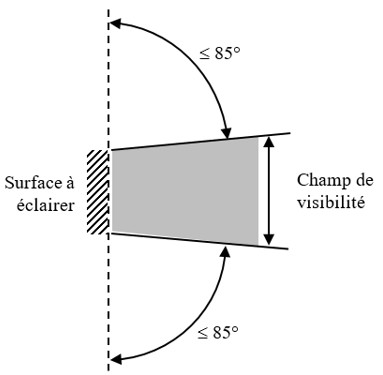 ≤ 85°
Surface à
éclairer
Champ de
visibilité
≤ 85°